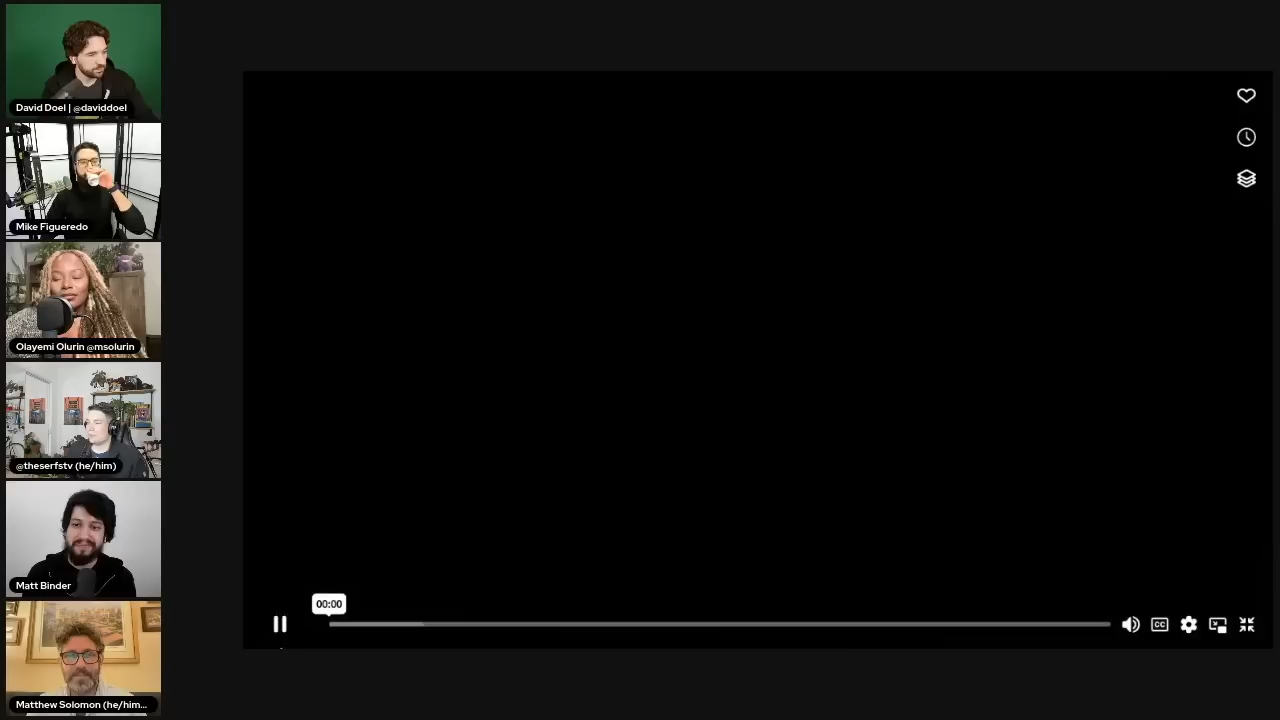 David Doel | @daviddoel
Mike Figueredo
Olayemi Olurin @msolurin
@theserfstv (he/him)
Matt Binder
Matthew Solomon (he/him...
00:00
CC